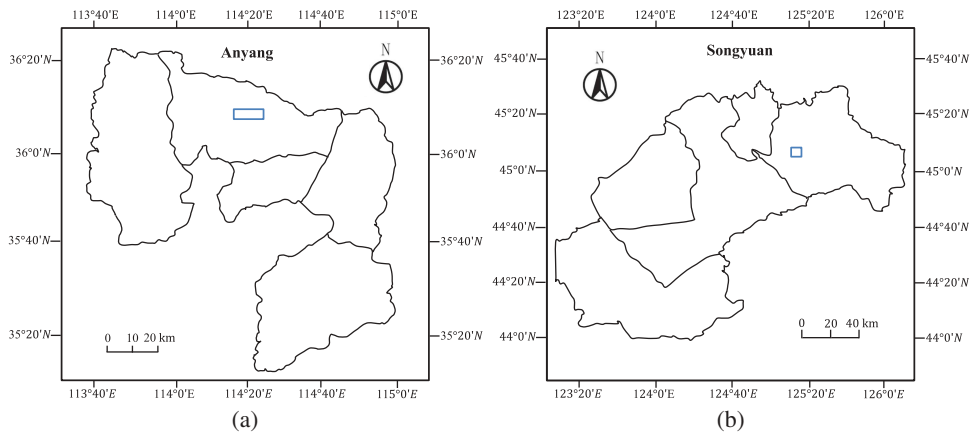 113°40'E 114°0'E 114°20'E 114°40'E 115°0'E
36°20'N
36°0'N
35°40'N
35°20'N
Anyang
N
0 10 20 km
36°20'N
36°0'N
35°40'N
35°20'N
113°40'E 114°0'E 114°20'E 114°40'E 115°0'E
(a)
123°20'E 124°0'E 124°40'E 125°20'E 126°0'E
45°40'N
45°20'N
45°0'N
44°40'N
44°20'N
44°0'N
Songyuan
N
0 20 40 km
45°40'N
45°20'N
45°0'N
44°40'N
44°20'N
44°0'N
123°20'E 124°0'E 124°40'E 125°20'E 126°0'E
(b)